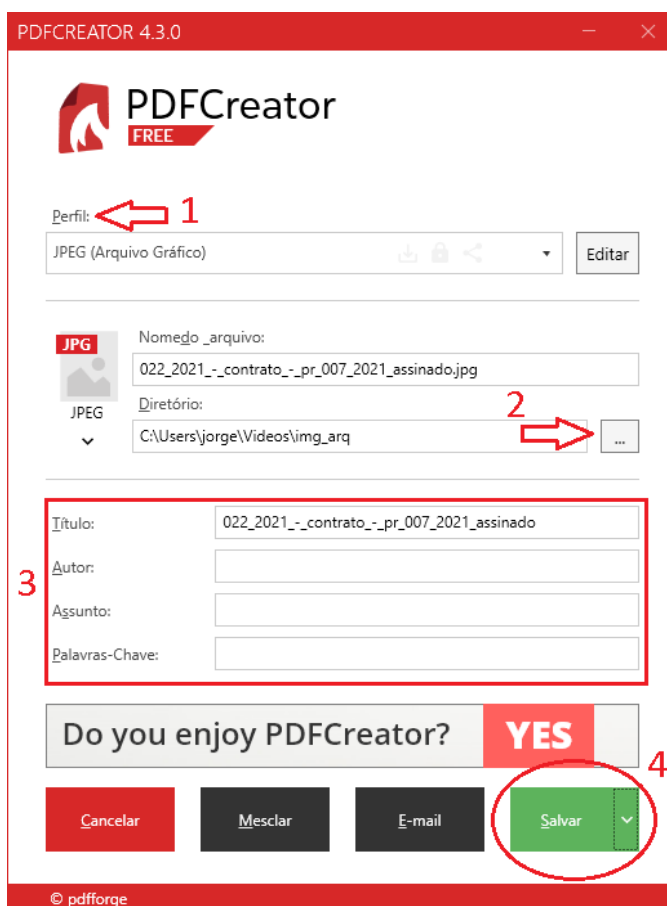 PDFCREATOR 4.3.0
PDFCreator
FREE
Perfil: 1
JPEG (Arquivo Gráfico)
Editar
JPG
JPEG
Nomedo _arquivo:
022_2021_-_contrato_-_pr_007_2021_assinado.jpg
Diretório:
2
C:\Users\jorge\Videos\img_arq
...
3
Título: 022_2021_-_contrato_-_pr_007_2021_assinado
Autor:
Assunto:
Palavras-Chave:
Do you enjoy PDFCreator? YES
4
Cancelar Mesclar E-mail Salvar
© pdfforge